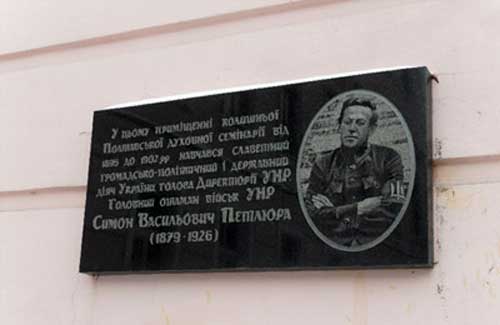 У цьому приміщенні колишньої
Полтавської духовної семінарії від
1895 до 1902 рр навчався славетний
громадсько-політичний і державний
діяч України голова Директорії УНР
Головний отаман військ УНР
Симон Васильович Петлюра
(1879-1926)